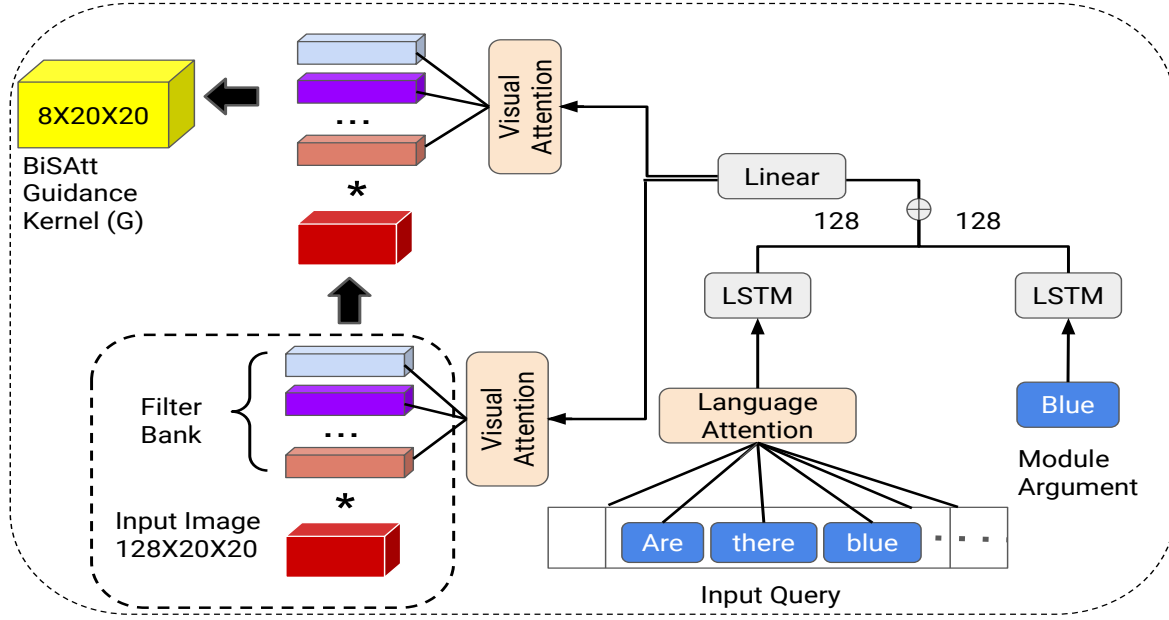 8X20X20
BiSAtt
Guidance
Kernel (G)
...
*
Visual
Attention
Linear
128
128
LSTM
LSTM
Filter
Bank
...
*
Input Image
128X20X20
Visual
Attention
Language
Attention
Blue
Module
Argument
Are there blue .....
Input Query